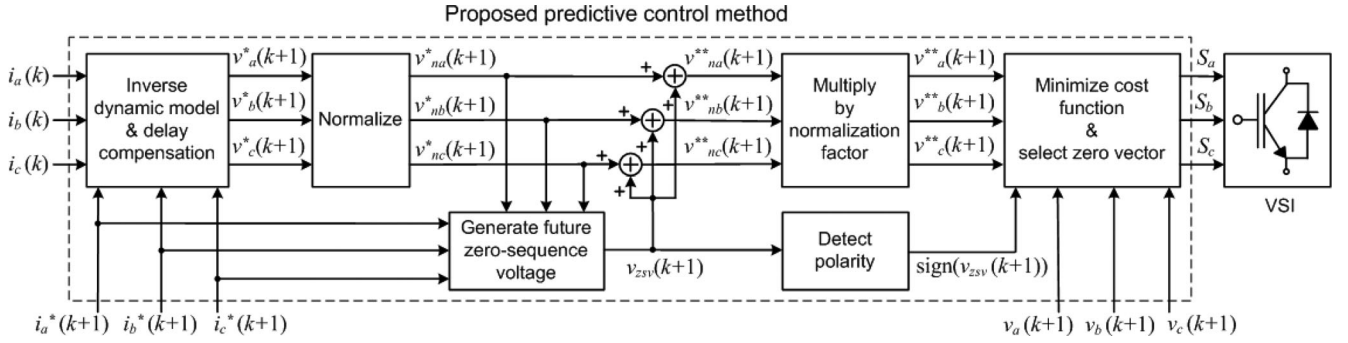 Proposed predictive control method
i_a(k)
i_b(k)
i_c(k)
Inverse
dynamic model
& delay
compensation
v*_a(k+1)
v*_b(k+1)
v*_c(k+1)
Normalize
v*_na(k+1)
v*_nb(k+1)
v*_nc(k+1)
+
+
+
+
+
+
v**_na(k+1)
v**_nb(k+1)
v**_nc(k+1)
Multiply
by
normalization
factor
v**_a(k+1)
v**_b(k+1)
v**_c(k+1)
Minimize cost
function
&
select zero vector
S_a
S_b
S_c
VSI
Generate future
zero-sequence
voltage
v_zsv(k+1)
Detect
polarity
sign(v_zsv(k+1))
i_a*(k+1)
i_b*(k+1)
i_c*(k+1)
v_a(k+1)
v_b(k+1)
v_c(k+1)